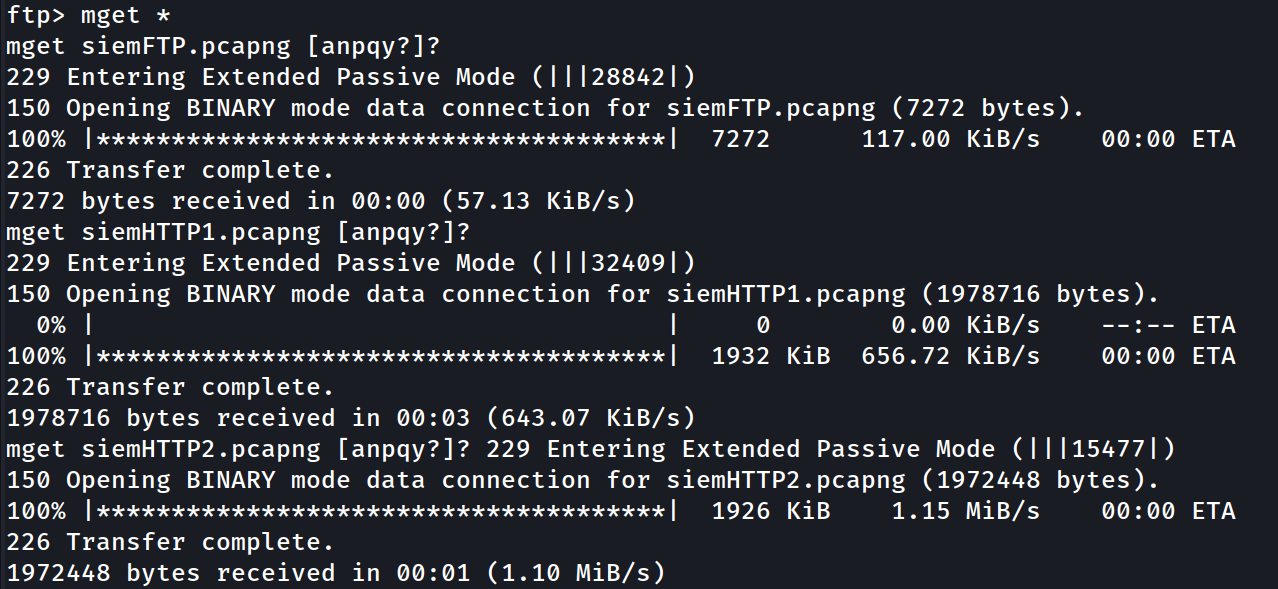 ftp> mget *
mget siemFTP.pcapng [anpqy?]?
229 Entering Extended Passive Mode (|||28842|)
150 Opening BINARY mode data connection for siemFTP.pcapng (7272 bytes).
100% |**************************************|  7272      117.00 KiB/s    00:00 ETA
226 Transfer complete.
7272 bytes received in 00:00 (57.13 KiB/s)
mget siemHTTP1.pcapng [anpqy?]?
229 Entering Extended Passive Mode (|||32409|)
150 Opening BINARY mode data connection for siemHTTP1.pcapng (1978716 bytes).
  0% |                                      |     0        0.00 KiB/s    --:-- ETA
100% |**************************************|  1932 KiB  656.72 KiB/s    00:00 ETA
226 Transfer complete.
1978716 bytes received in 00:03 (643.07 KiB/s)
mget siemHTTP2.pcapng [anpqy?]? 229 Entering Extended Passive Mode (|||15477|)
150 Opening BINARY mode data connection for siemHTTP2.pcapng (1972448 bytes).
100% |**************************************|  1926 KiB    1.15 MiB/s    00:00 ETA
226 Transfer complete.
1972448 bytes received in 00:01 (1.10 MiB/s)